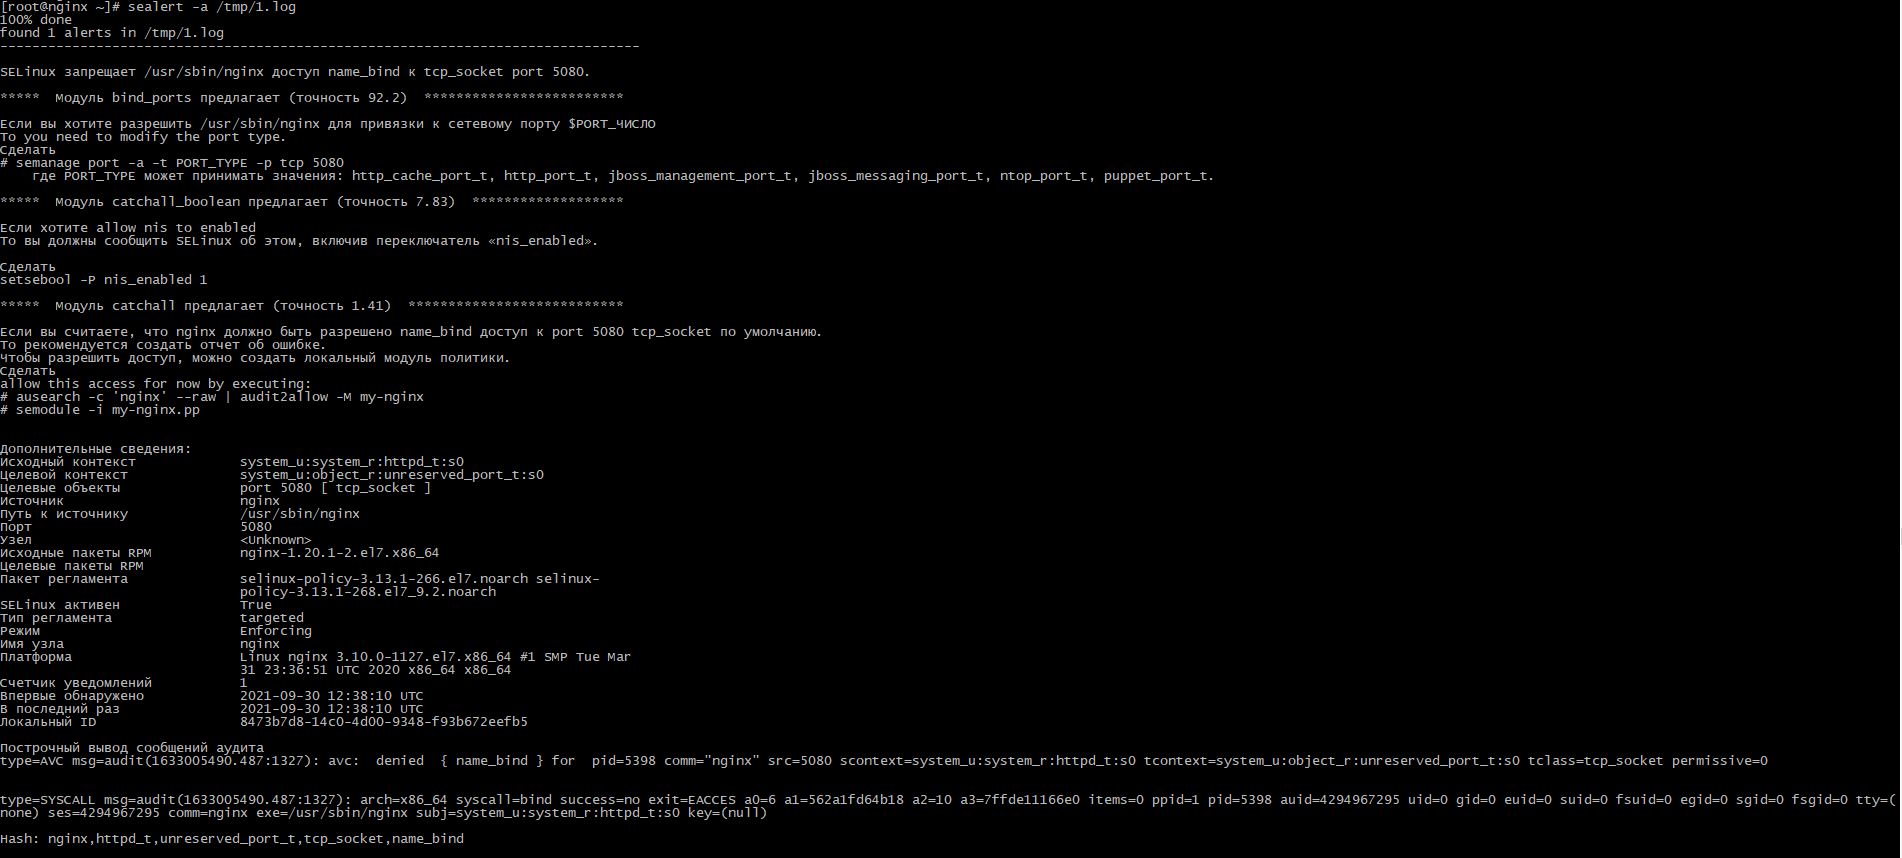 [root@nginx ~]# sealert -a /tmp/1.log
100% done
found 1 alerts in /tmp/1.log
--------------------------------------------------------------------------------
SELinux запрещает /usr/sbin/nginx доступ name_bind к tcp_socket port 5080.
***** Модуль bind_ports предлагает (точность 92.2) *************************
Если вы хотите разрешить /usr/sbin/nginx для привязки к сетевому порту $PORT_ЧИСЛО
To you need to modify the port type.
Сделать
# semanage port -a -t PORT_TYPE -p tcp 5080
где PORT_TYPE может принимать значения: http_cache_port_t, http_port_t, jboss_management_port_t, jboss_messaging_port_t, ntop_port_t, puppet_port_t.
***** Модуль catchall_boolean предлагает (точность 7.83) *******************
Если хотите allow nis to enabled
То вы должны сообщить SELinux об этом, включив переключатель «nis_enabled».
Сделать
setsebool -P nis_enabled 1
***** Модуль catchall предлагает (точность 1.41) ***************************
Если вы считаете, что nginx должно быть разрешено name_bind доступ к port 5080 tcp_socket по умолчанию.
То рекомендуется создать отчет об ошибке.
Чтобы разрешить доступ, можно создать локальный модуль политики.
Сделать
allow this access for now by executing:
# ausearch -c 'nginx' --raw | audit2allow -M my-nginx
# semodule -i my-nginx.pp
Дополнительные сведения:
Исходный контекст system_u:system_r:httpd_t:s0
Целевой контекст system_u:object_r:unreserved_port_t:s0
Целевые объекты port 5080 [ tcp_socket ]
Источник nginx
Путь к источнику /usr/sbin/nginx
Порт 5080
Узел <Unknown>
Исходные пакеты RPM nginx-1.20.1-2.el7.x86_64
Целевые пакеты RPM
Пакет регламента selinux-policy-3.13.1-266.el7.noarch selinux-
policy-3.13.1-268.el7_9.2.noarch
SELinux активен True
Тип регламента targeted
Режим Enforcing
Имя узла nginx
Платформа Linux nginx 3.10.0-1127.el7.x86_64 #1 SMP Tue Mar
31 23:36:51 UTC 2020 x86_64 x86_64
Счетчик уведомлений 1
Впервые обнаружено 2021-09-30 12:38:10 UTC
В последний раз 2021-09-30 12:38:10 UTC
Локальный ID 8473b7d8-14c0-4d00-9348-f93b672eefb5
Построчный вывод сообщений аудита
type=AVC msg=audit(1633005490.487:1327): avc:  denied  { name_bind } for  pid=5398 comm="nginx" src=5080 scontext=system_u:system_r:httpd_t:s0 tcontext=system_u:object_r:unreserved_port_t:s0 tclass=tcp_socket permissive=0
type=SYSCALL msg=audit(1633005490.487:1327): arch=x86_64 syscall=bind success=no exit=EACCES a0=6 a1=562a1fd64b18 a2=10 a3=7ffde11166e0 items=0 ppid=1 pid=5398 auid=4294967295 uid=0 gid=0 euid=0 suid=0 fsuid=0 egid=0 sgid=0 fsgid=0 tty=(
none) ses=4294967295 comm=nginx exe=/usr/sbin/nginx subj=system_u:system_r:httpd_t:s0 key=(null)
Hash: nginx,httpd_t,unreserved_port_t,tcp_socket,name_bind